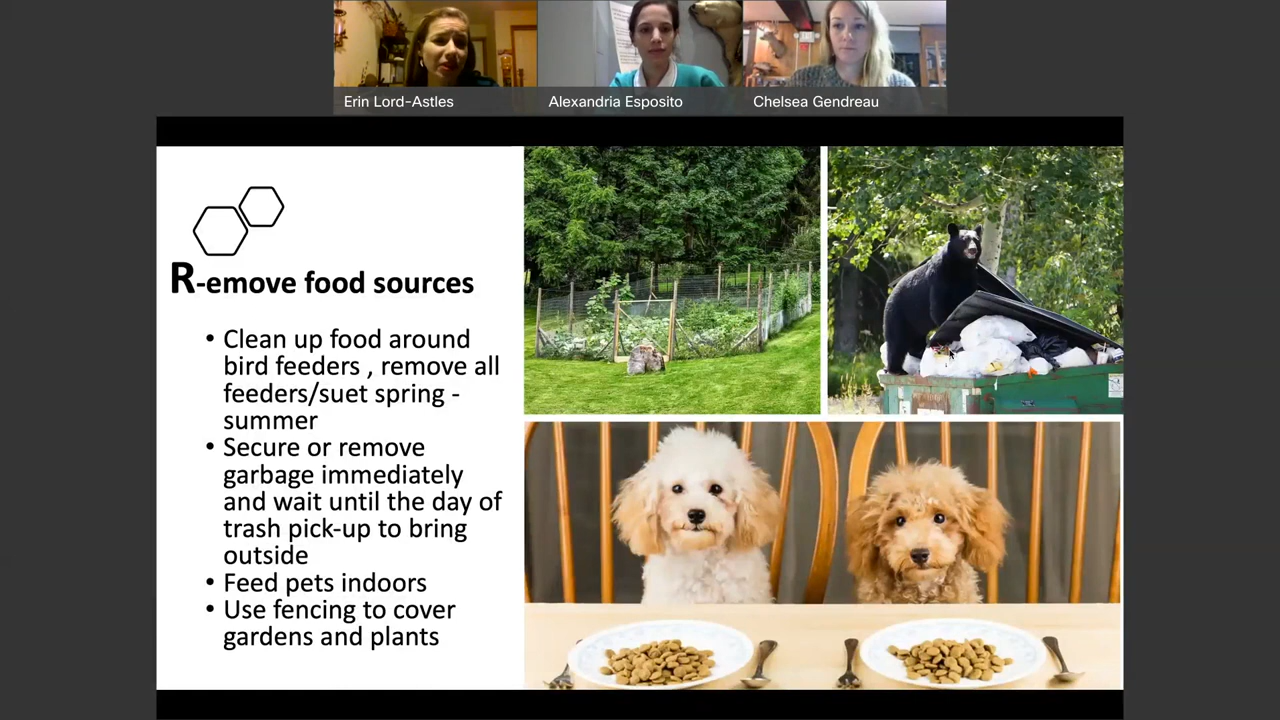 Erin Lord-Astles
Alexandria Esposito
Chelsea Gendreau
R-emove food sources
• Clean up food around
bird feeders , remove all
feeders/suet spring -
summer
• Secure or remove
garbage immediately
and wait until the day of
trash pick-up to bring
outside
• Feed pets indoors
• Use fencing to cover
gardens and plants